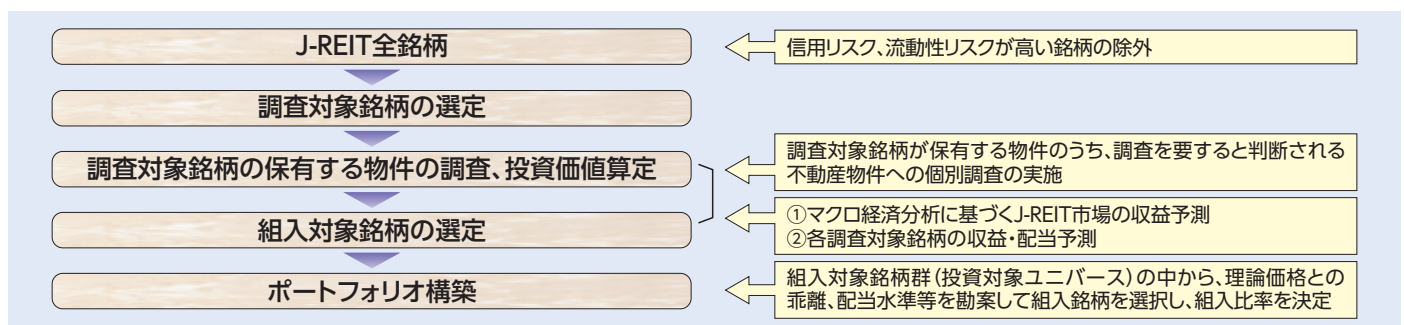 J-REIT全銘柄
信用リスク、流動性リスクが高い銘柄の除外
調査対象銘柄の選定
調査対象銘柄の保有する物件の調査、投資価値算定
調査対象銘柄が保有する物件のうち、調査を要すると判断される
不動産物件への個別調査の実施
組入対象銘柄の選定
①マクロ経済分析に基づくJ-REIT市場の収益予測
②各調査対象銘柄の収益・配当予測
ポートフォリオ構築
組入対象銘柄群(投資対象ユニバース)の中から、理論価格との
乖離、配当水準等を勘案して組入銘柄を選択し、組入比率を決定